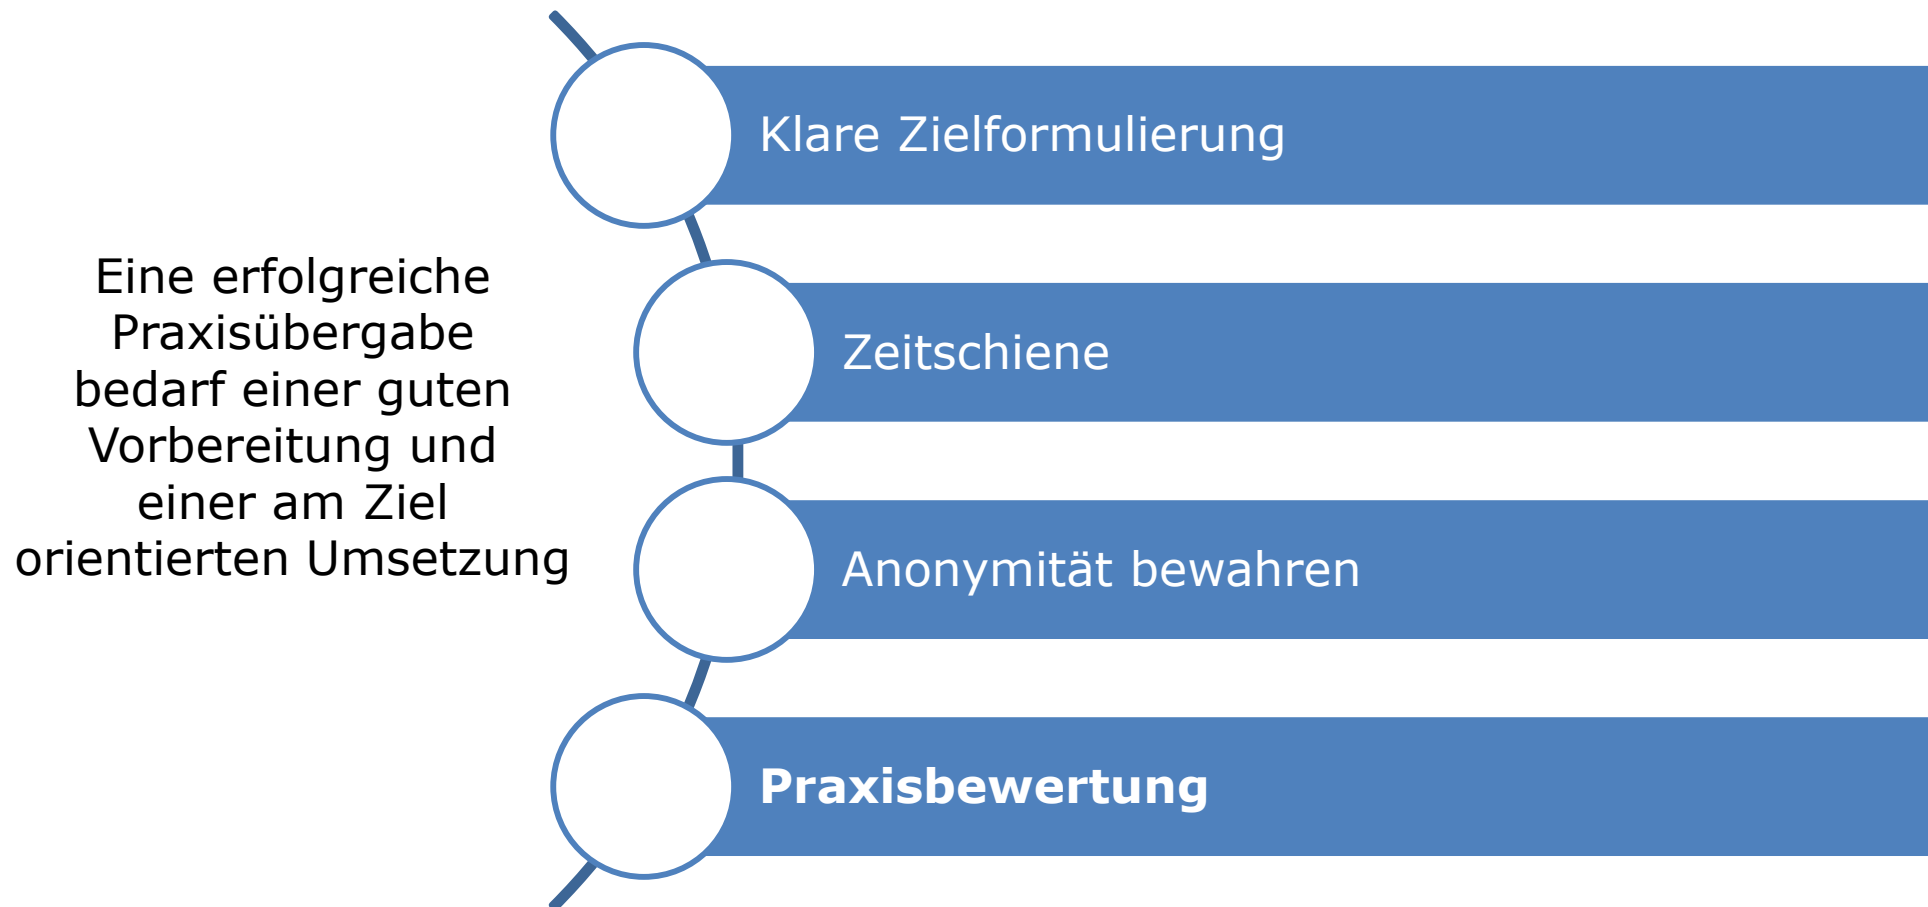 Eine erfolgreiche
Praxisübergabe
bedarf einer guten
Vorbereitung und
einer am Ziel
orientierten Umsetzung
Klare Zielformulierung
Zeitschiene
Anonymität bewahren
Praxisbewertung